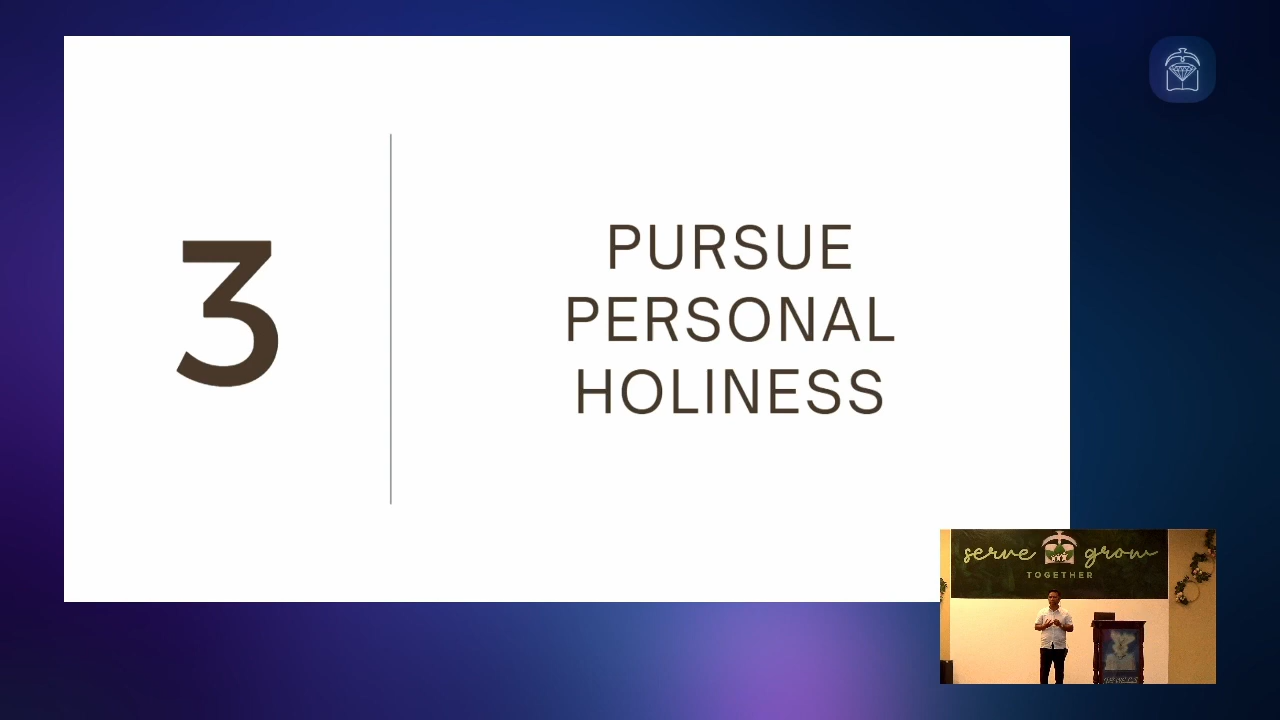 3
PURSUE
PERSONAL
HOLINESS
serve grow
TOGETHER